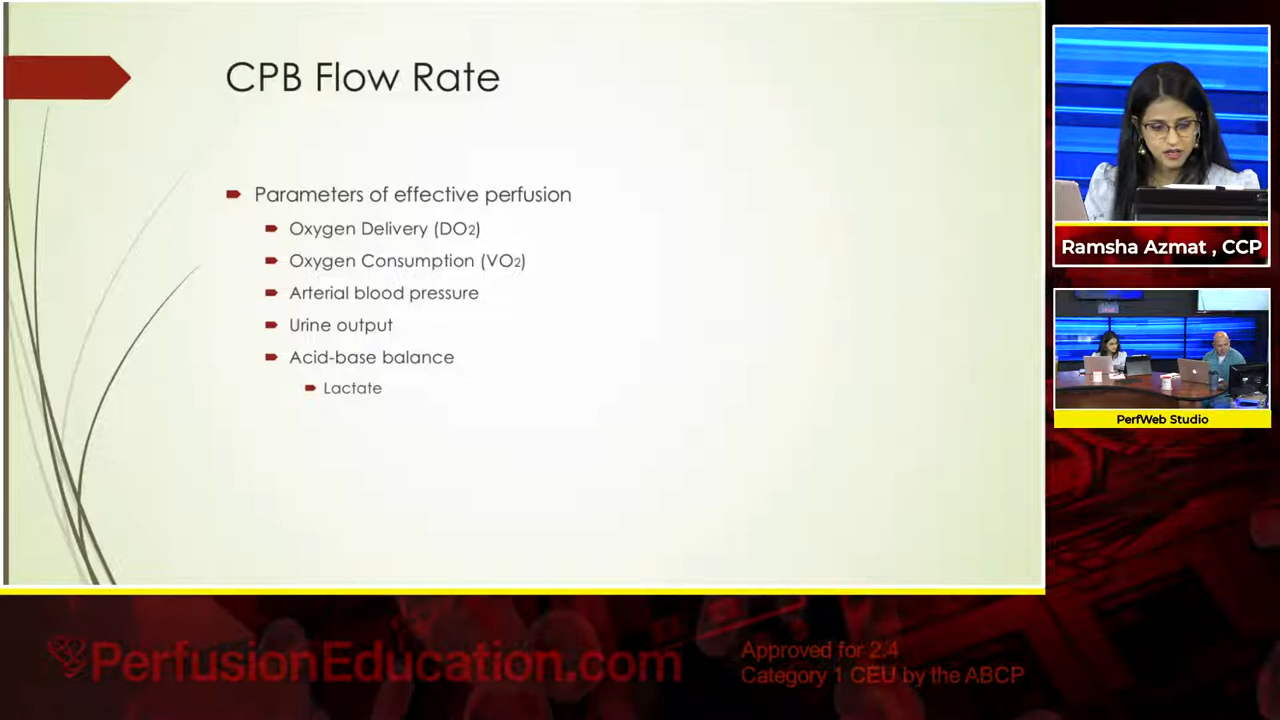 CPB Flow Rate
Parameters of effective perfusion
Oxygen Delivery (DO2)
Oxygen Consumption (VO2)
Arterial blood pressure
Urine output
Acid-base balance
Lactate
Ramsha Azmat , CCP
PerfWeb Studio
PerfusionEducation.com
Approved for 2.4
Category 1 CEU by the ABCP